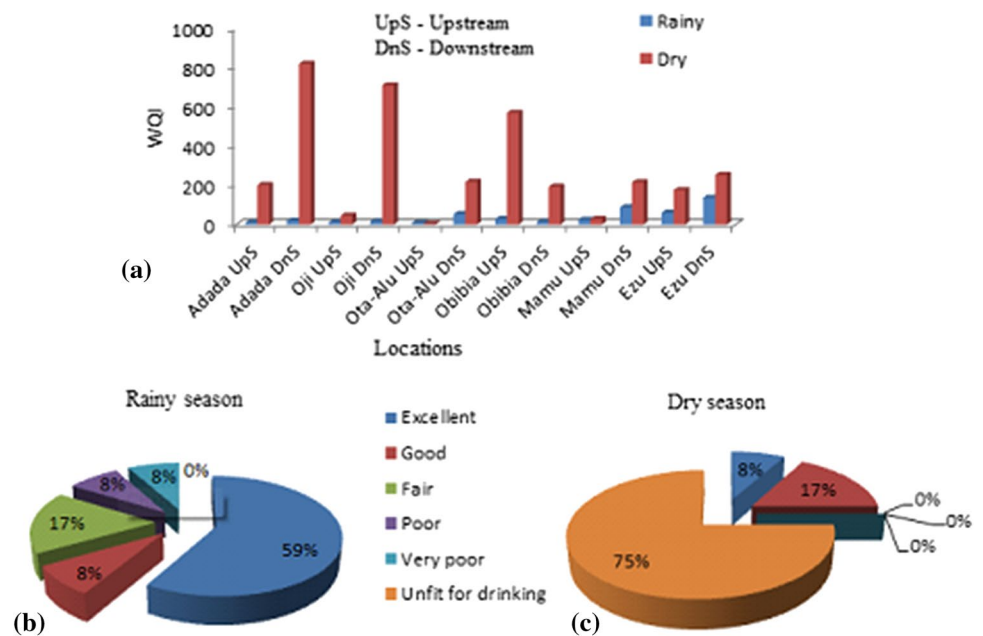 UpS - Upstream
DnS - Downstream
Rainy
Dry
WQI
1000
800
600
400
200
0
Adada UpS
Adada DnS
Oji UpS
Oji DnS
Ota-Alu UpS
Ota-Alu DnS
Obibia UpS
Obibia DnS
Mamu UpS
Mamu DnS
Ezu UpS
Ezu DnS
(a)
Locations
Rainy season
8%
8%
0%
17%
59%
8%
(b)
Excellent
Good
Fair
Poor
Very poor
Unfit for drinking
Dry season
8%
17%
0%
0%
0%
75%
(c)